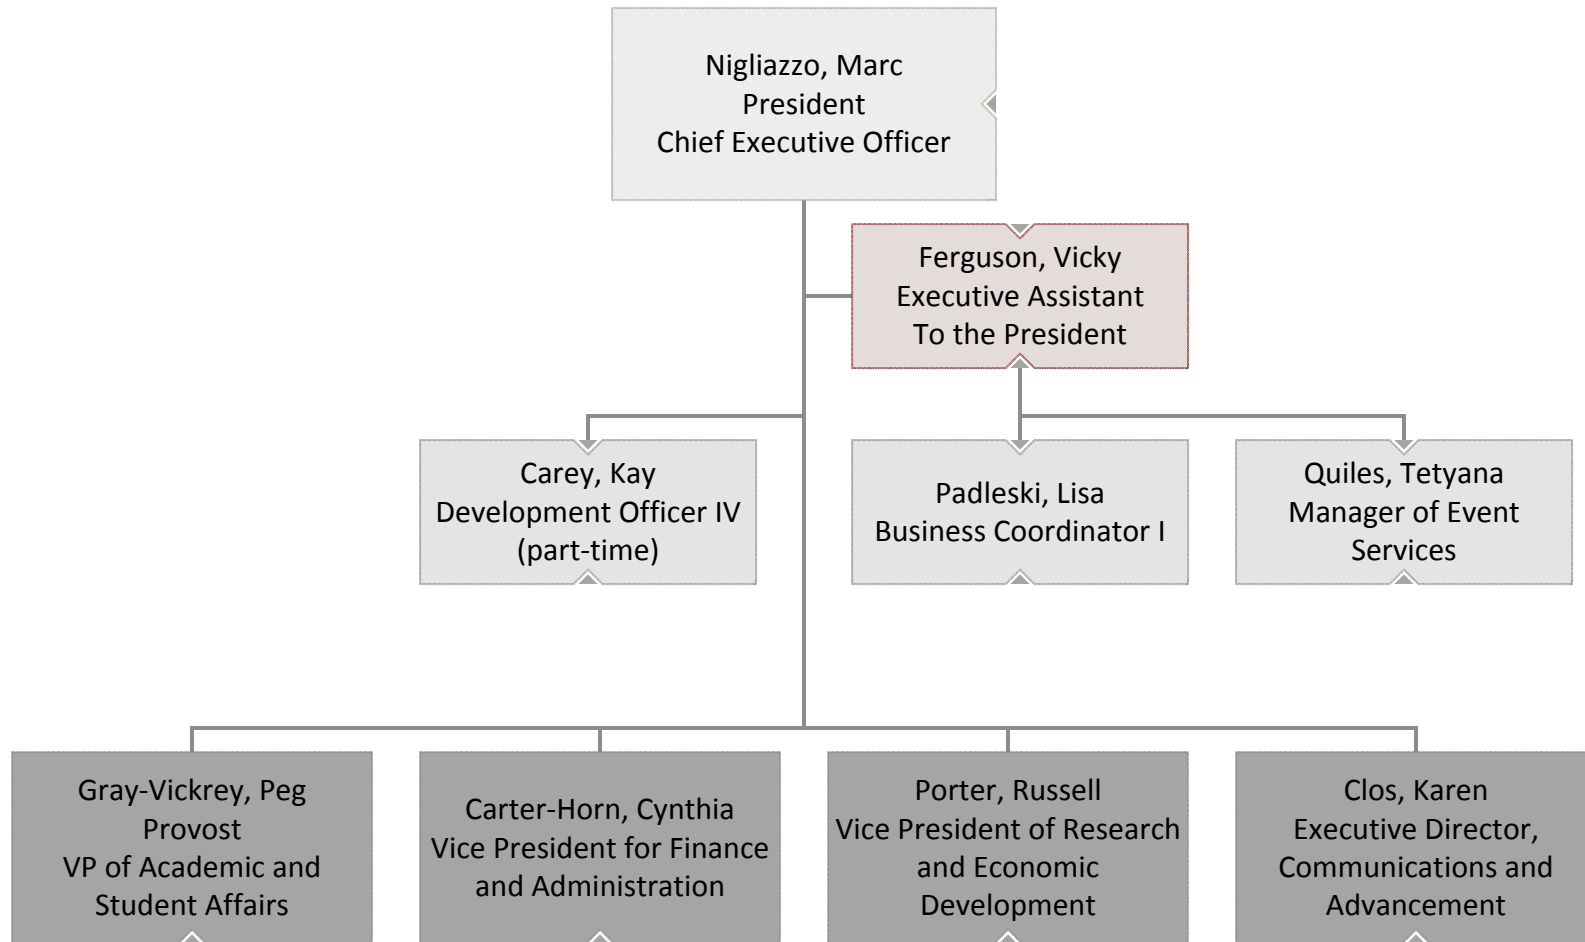 Nigliazzo, Marc
President
Chief Executive Officer
Ferguson, Vicky
Executive Assistant
To the President
Carey, Kay
Development Officer IV
(part-time)
Padleski, Lisa
Business Coordinator I
Quiles, Tetyana
Manager of Event
Services
Gray-Vickrey, Peg
Provost
VP of Academic and
Student Affairs
Carter-Horn, Cynthia
Vice President for Finance
and Administration
Porter, Russell
Vice President of Research
and Economic
Development
Clos, Karen
Executive Director,
Communications and
Advancement